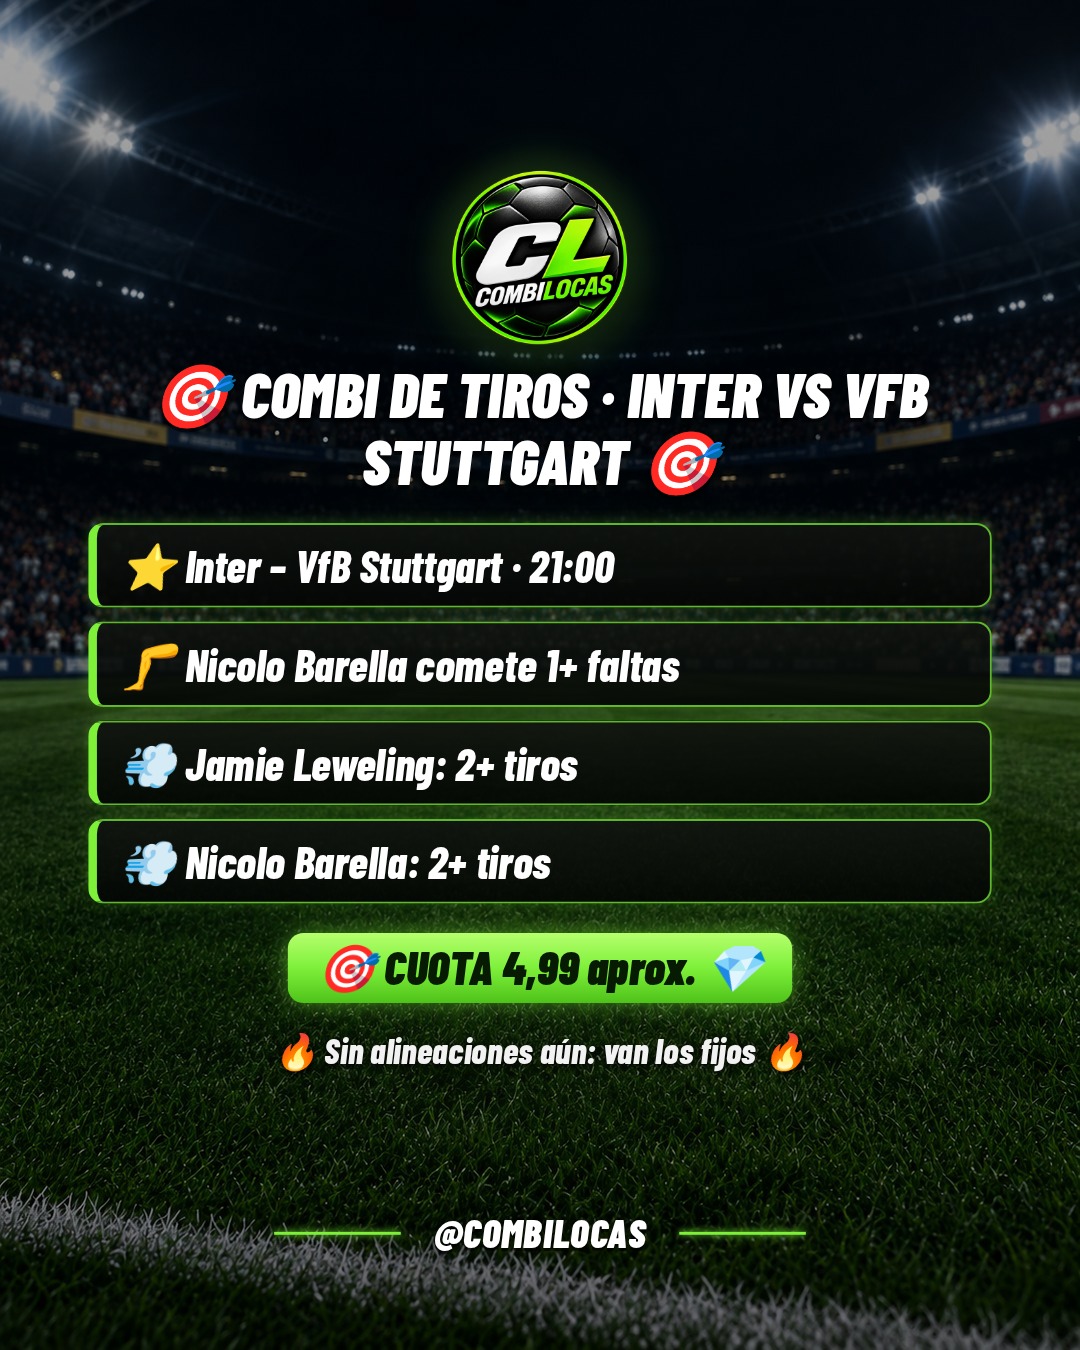 CL
COMBILOCAS
🎯 COMBI DE TIROS · INTER VS VFB
STUTTGART 🎯
⭐ Inter - VfB Stuttgart · 21:00
🦵 Nicolo Barella comete 1+ faltas
💨 Jamie Leweling: 2+ tiros
💨 Nicolo Barella: 2+ tiros
🎯 CUOTA 4,99 aprox. 💎
🔥 Sin alineaciones aún: van los fijos 🔥
@COMBILOCAS